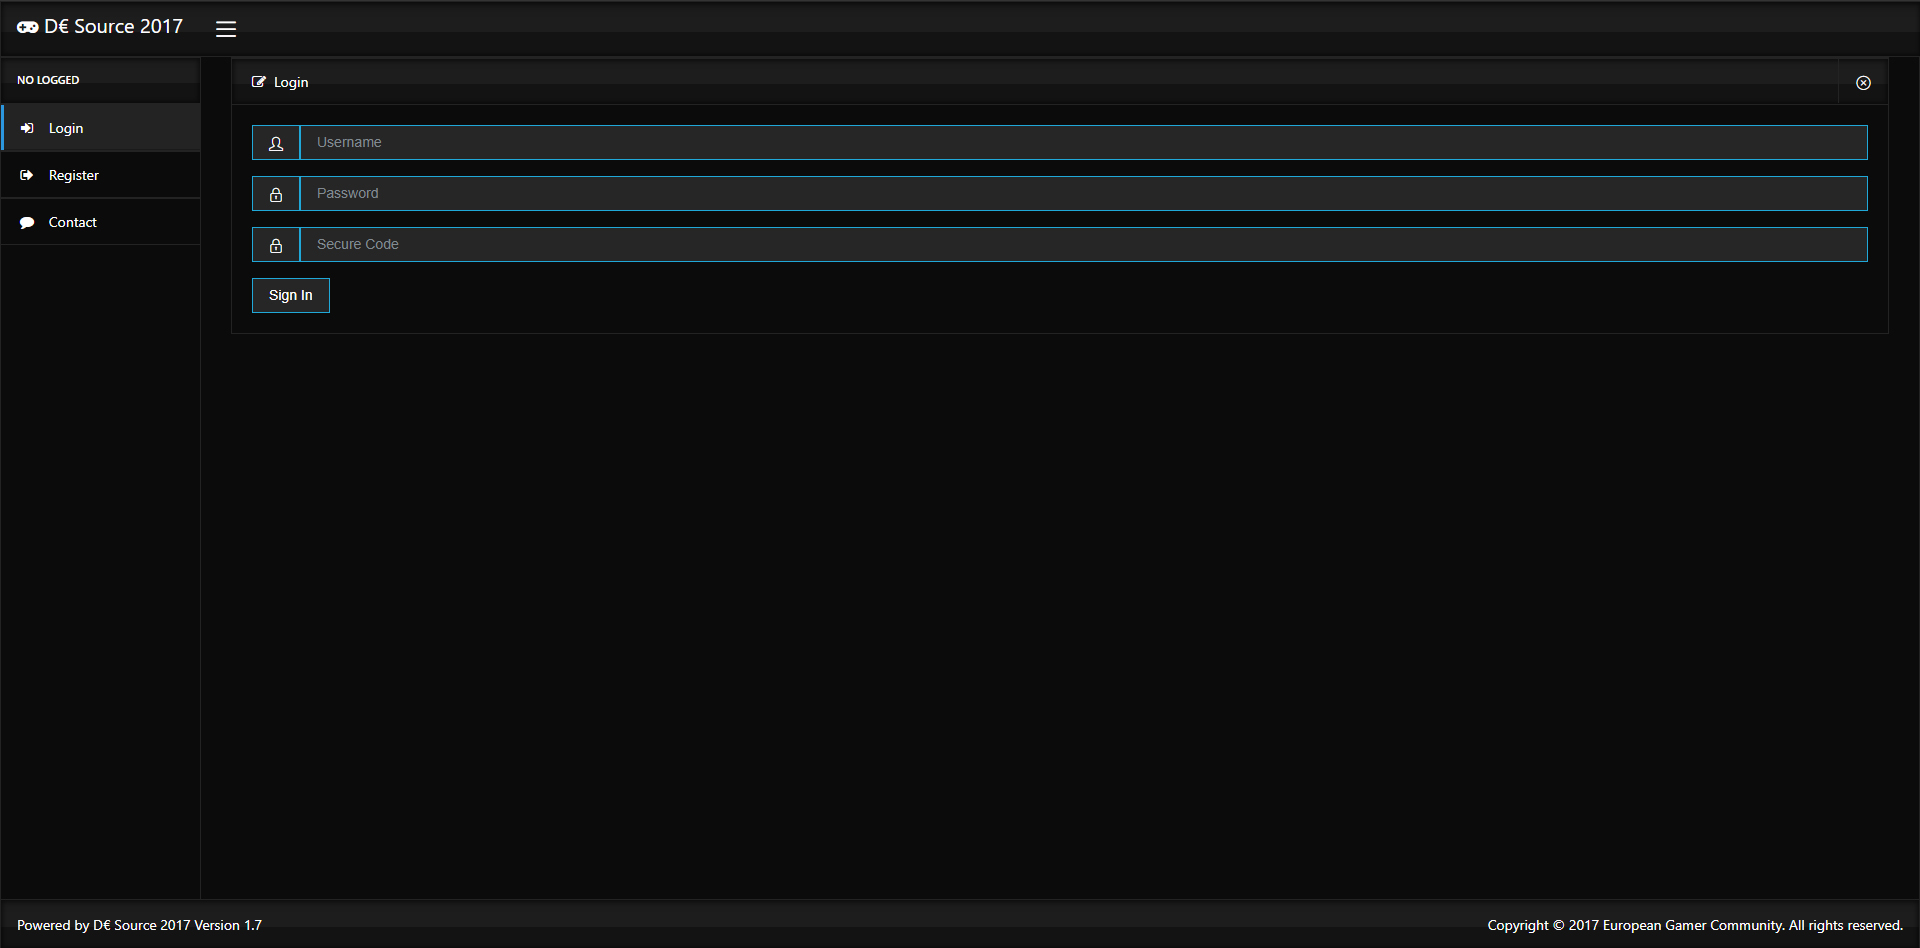 D€ Source 2017
NO LOGGED
Login
Register
Contact
Login
Username
Password
Secure Code
Sign In
Powered by D€ Source 2017 Version 1.7
Copyright © 2017 European Gamer Community. All rights reserved.